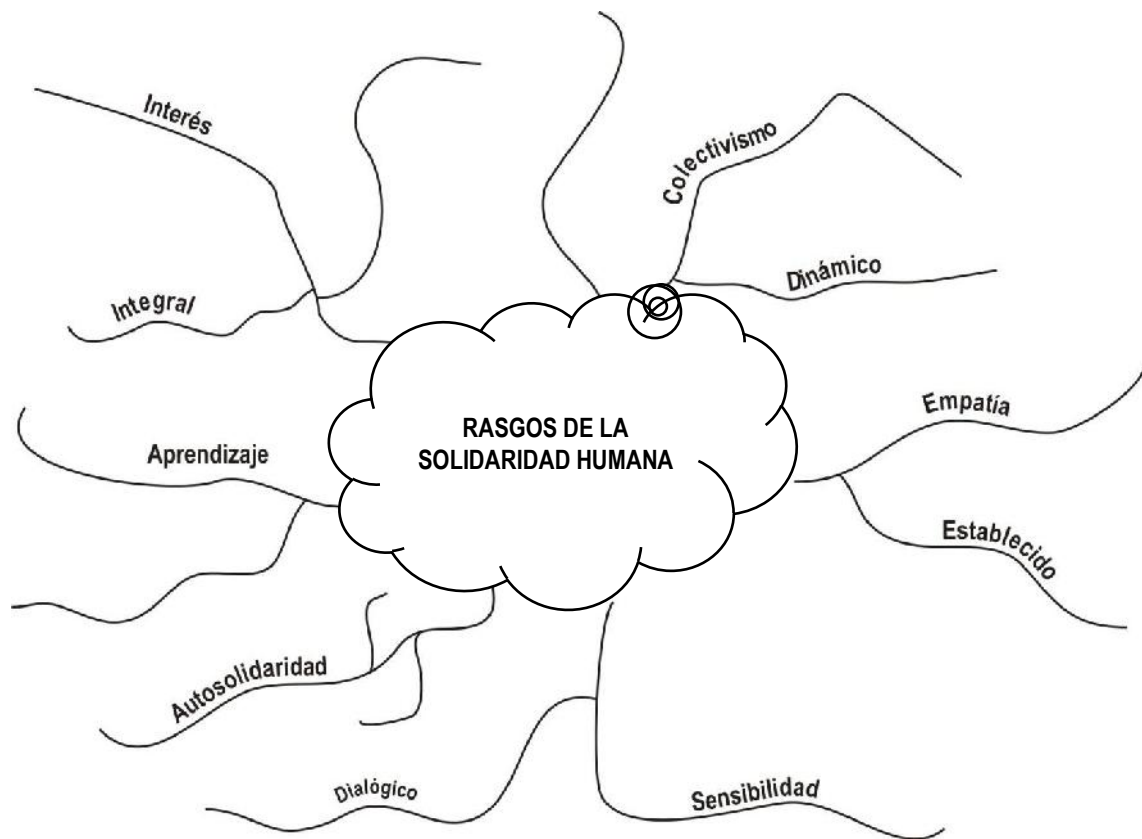 Interés
Colectivismo
Dinámico
Integral
Empatía
RASGOS DE LA
SOLIDARIDAD HUMANA
Aprendizaje
Establecido
Autosolidaridad
Dialógico
Sensibilidad